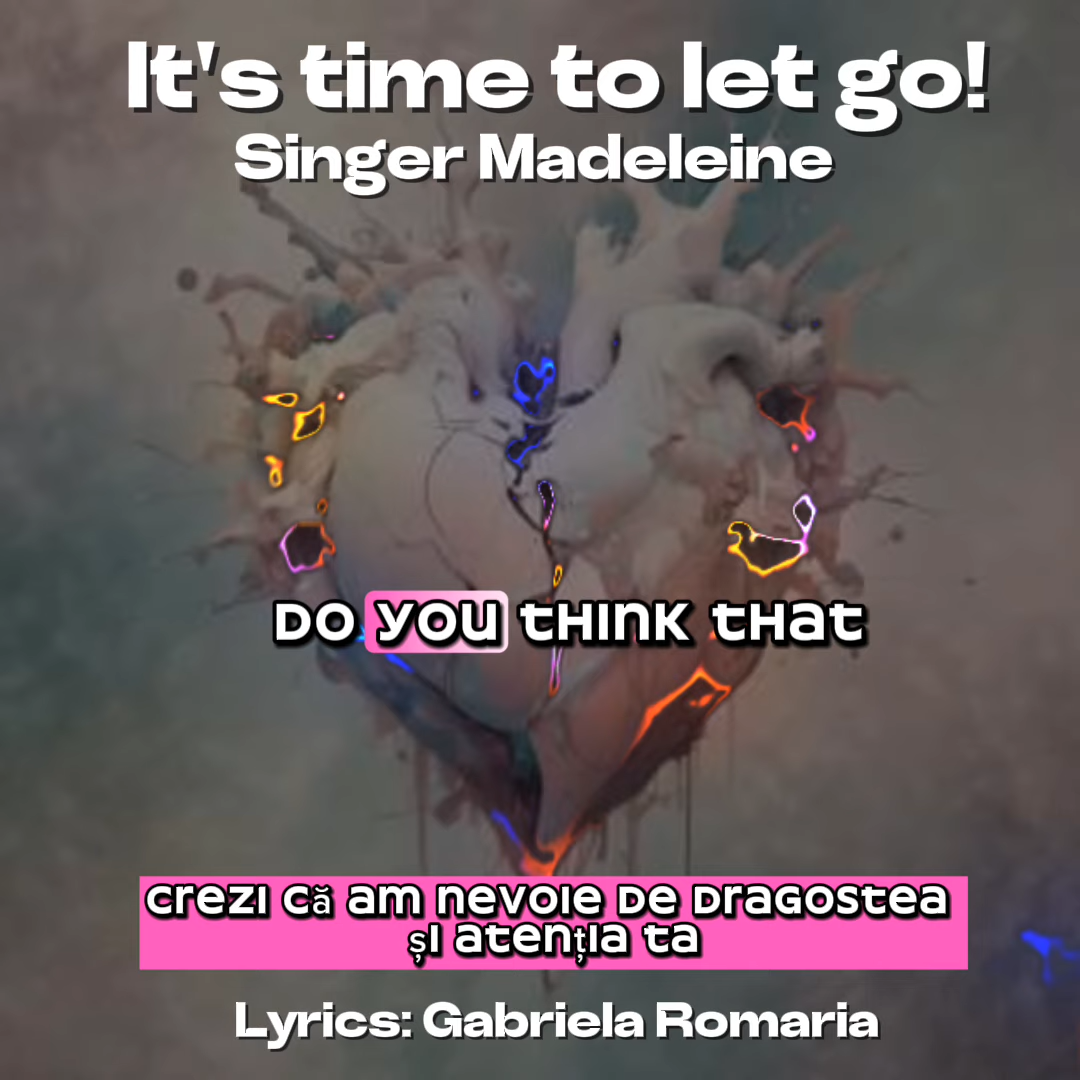 It's time to let go!
Singer Madeleine
DO YOU THINK THAT
Crezi că am nevoie de dragostea
și atenția ta
Lyrics: Gabriela Romaria